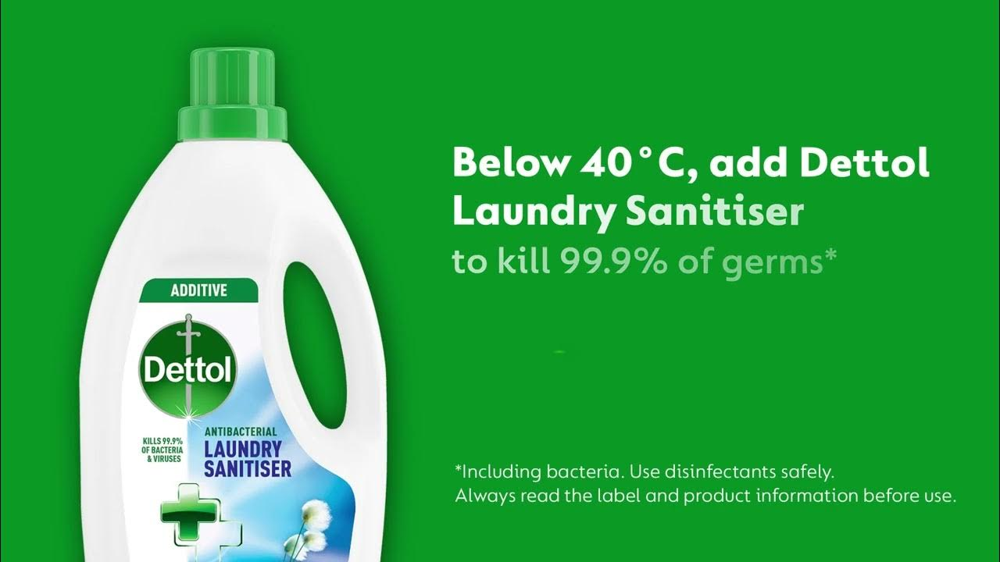 Below 40°C, add Dettol
Laundry Sanitiser
to kill 99.9% of germs*
ADDITIVE
Dettol
KILLS 99.9%
OF BACTERIA
& VIRUSES
ANTIBACTERIAL
LAUNDRY
SANITISER
*Including bacteria. Use disinfectants safely.
Always read the label and product information before use.